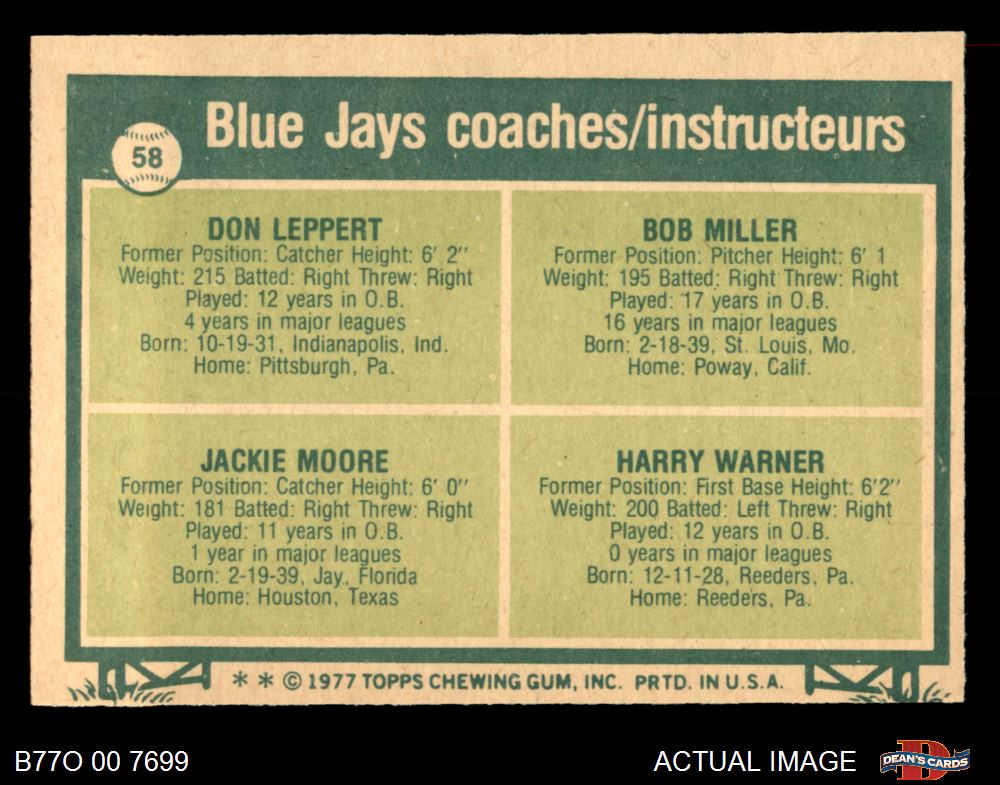 58
Blue Jays coaches/instructeurs
DON LEPPERT
Former Position: Catcher Height: 6' 2''
Weight: 215 Batted: Right Threw: Right
Played: 12 years in O.B.
4 years in major leagues
Born: 10-19-31, Indianapolis, Ind.
Home: Pittsburgh, Pa.
BOB MILLER
Former Position: Pitcher Height: 6' 1
Weight: 195 Batted: Right Threw: Right
Played: 17 years in O.B.
16 years in major leagues
Born: 2-18-39, St. Louis, Mo.
Home: Poway, Calif.
JACKIE MOORE
Former Position: Catcher Height: 6' 0''
Weight: 181 Batted: Right Threw: Right
Played: 11 years in O.B.
1 year in major leagues
Born: 2-19-39, Jay, Florida
Home: Houston, Texas
HARRY WARNER
Former Position: First Base Height: 6'2''
Weight: 200 Batted: Left Threw: Right
Played: 12 years in O.B.
0 years in major leagues
Born: 12-11-28, Reeders, Pa.
Home: Reeders, Pa.
* * © 1977 TOPPS CHEWING GUM, INC. PRTD. IN U.S.A.
B77O 00 7699
ACTUAL IMAGE
D
DEAN'S CARDS